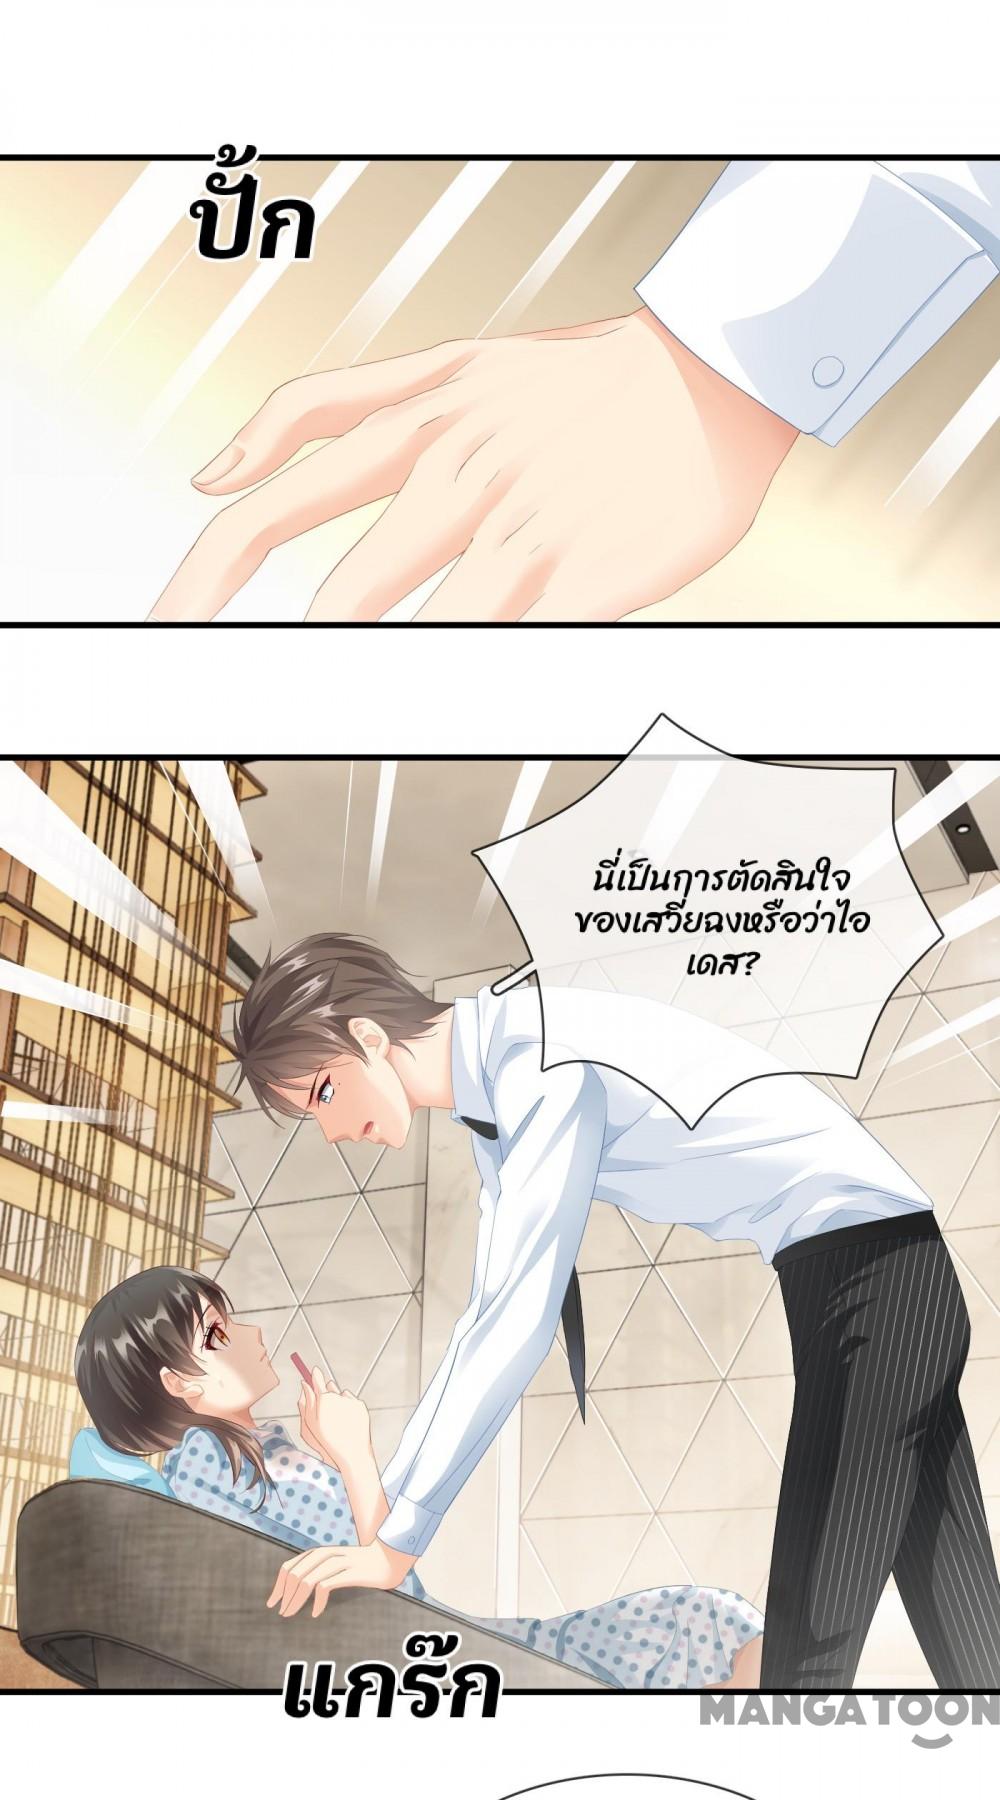 ปั้ก
นี่เป็นการตัดสินใจ
ของเสวี่ยฉงหรือว่าไอ
เดส?
แกร๊ก
MANGATOON